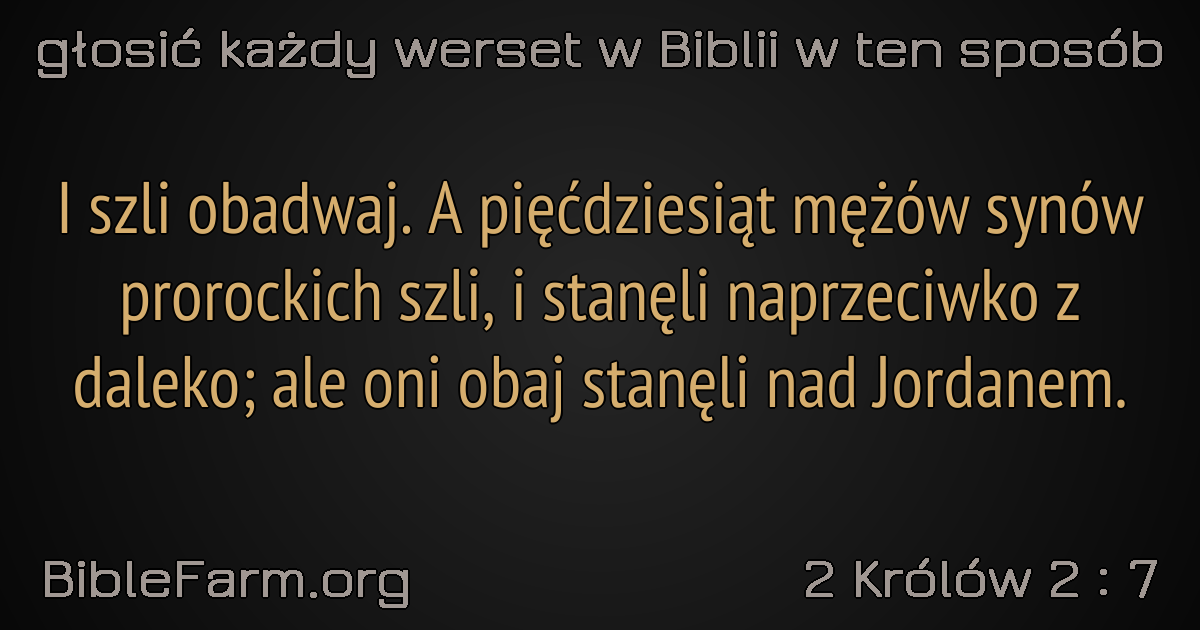 głosić każdy werset w Biblii w ten sposób
I szli obadwaj. A pięćdziesiąt mężów synów
prorockich szli, i stanęli naprzeciwko z
daleko; ale oni obaj stanęli nad Jordanem.
BibleFarm.org
2 Królów 2 : 7